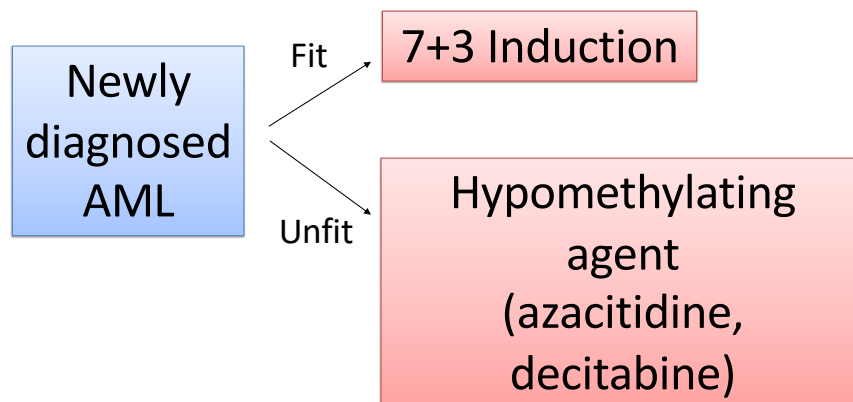 Newly
diagnosed
AML
Fit
7+3 Induction
Unfit
Hypomethylating
agent
(azacitidine,
decitabine)